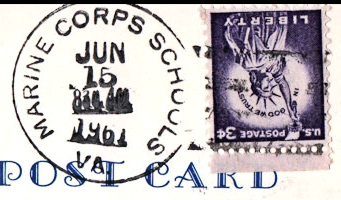 MARINE CORPS SCHOOLS
JUN
15
1961
VA
LIBERTY
IN GOD WE TRUST
U.S. POSTAGE 3¢
POST CARD